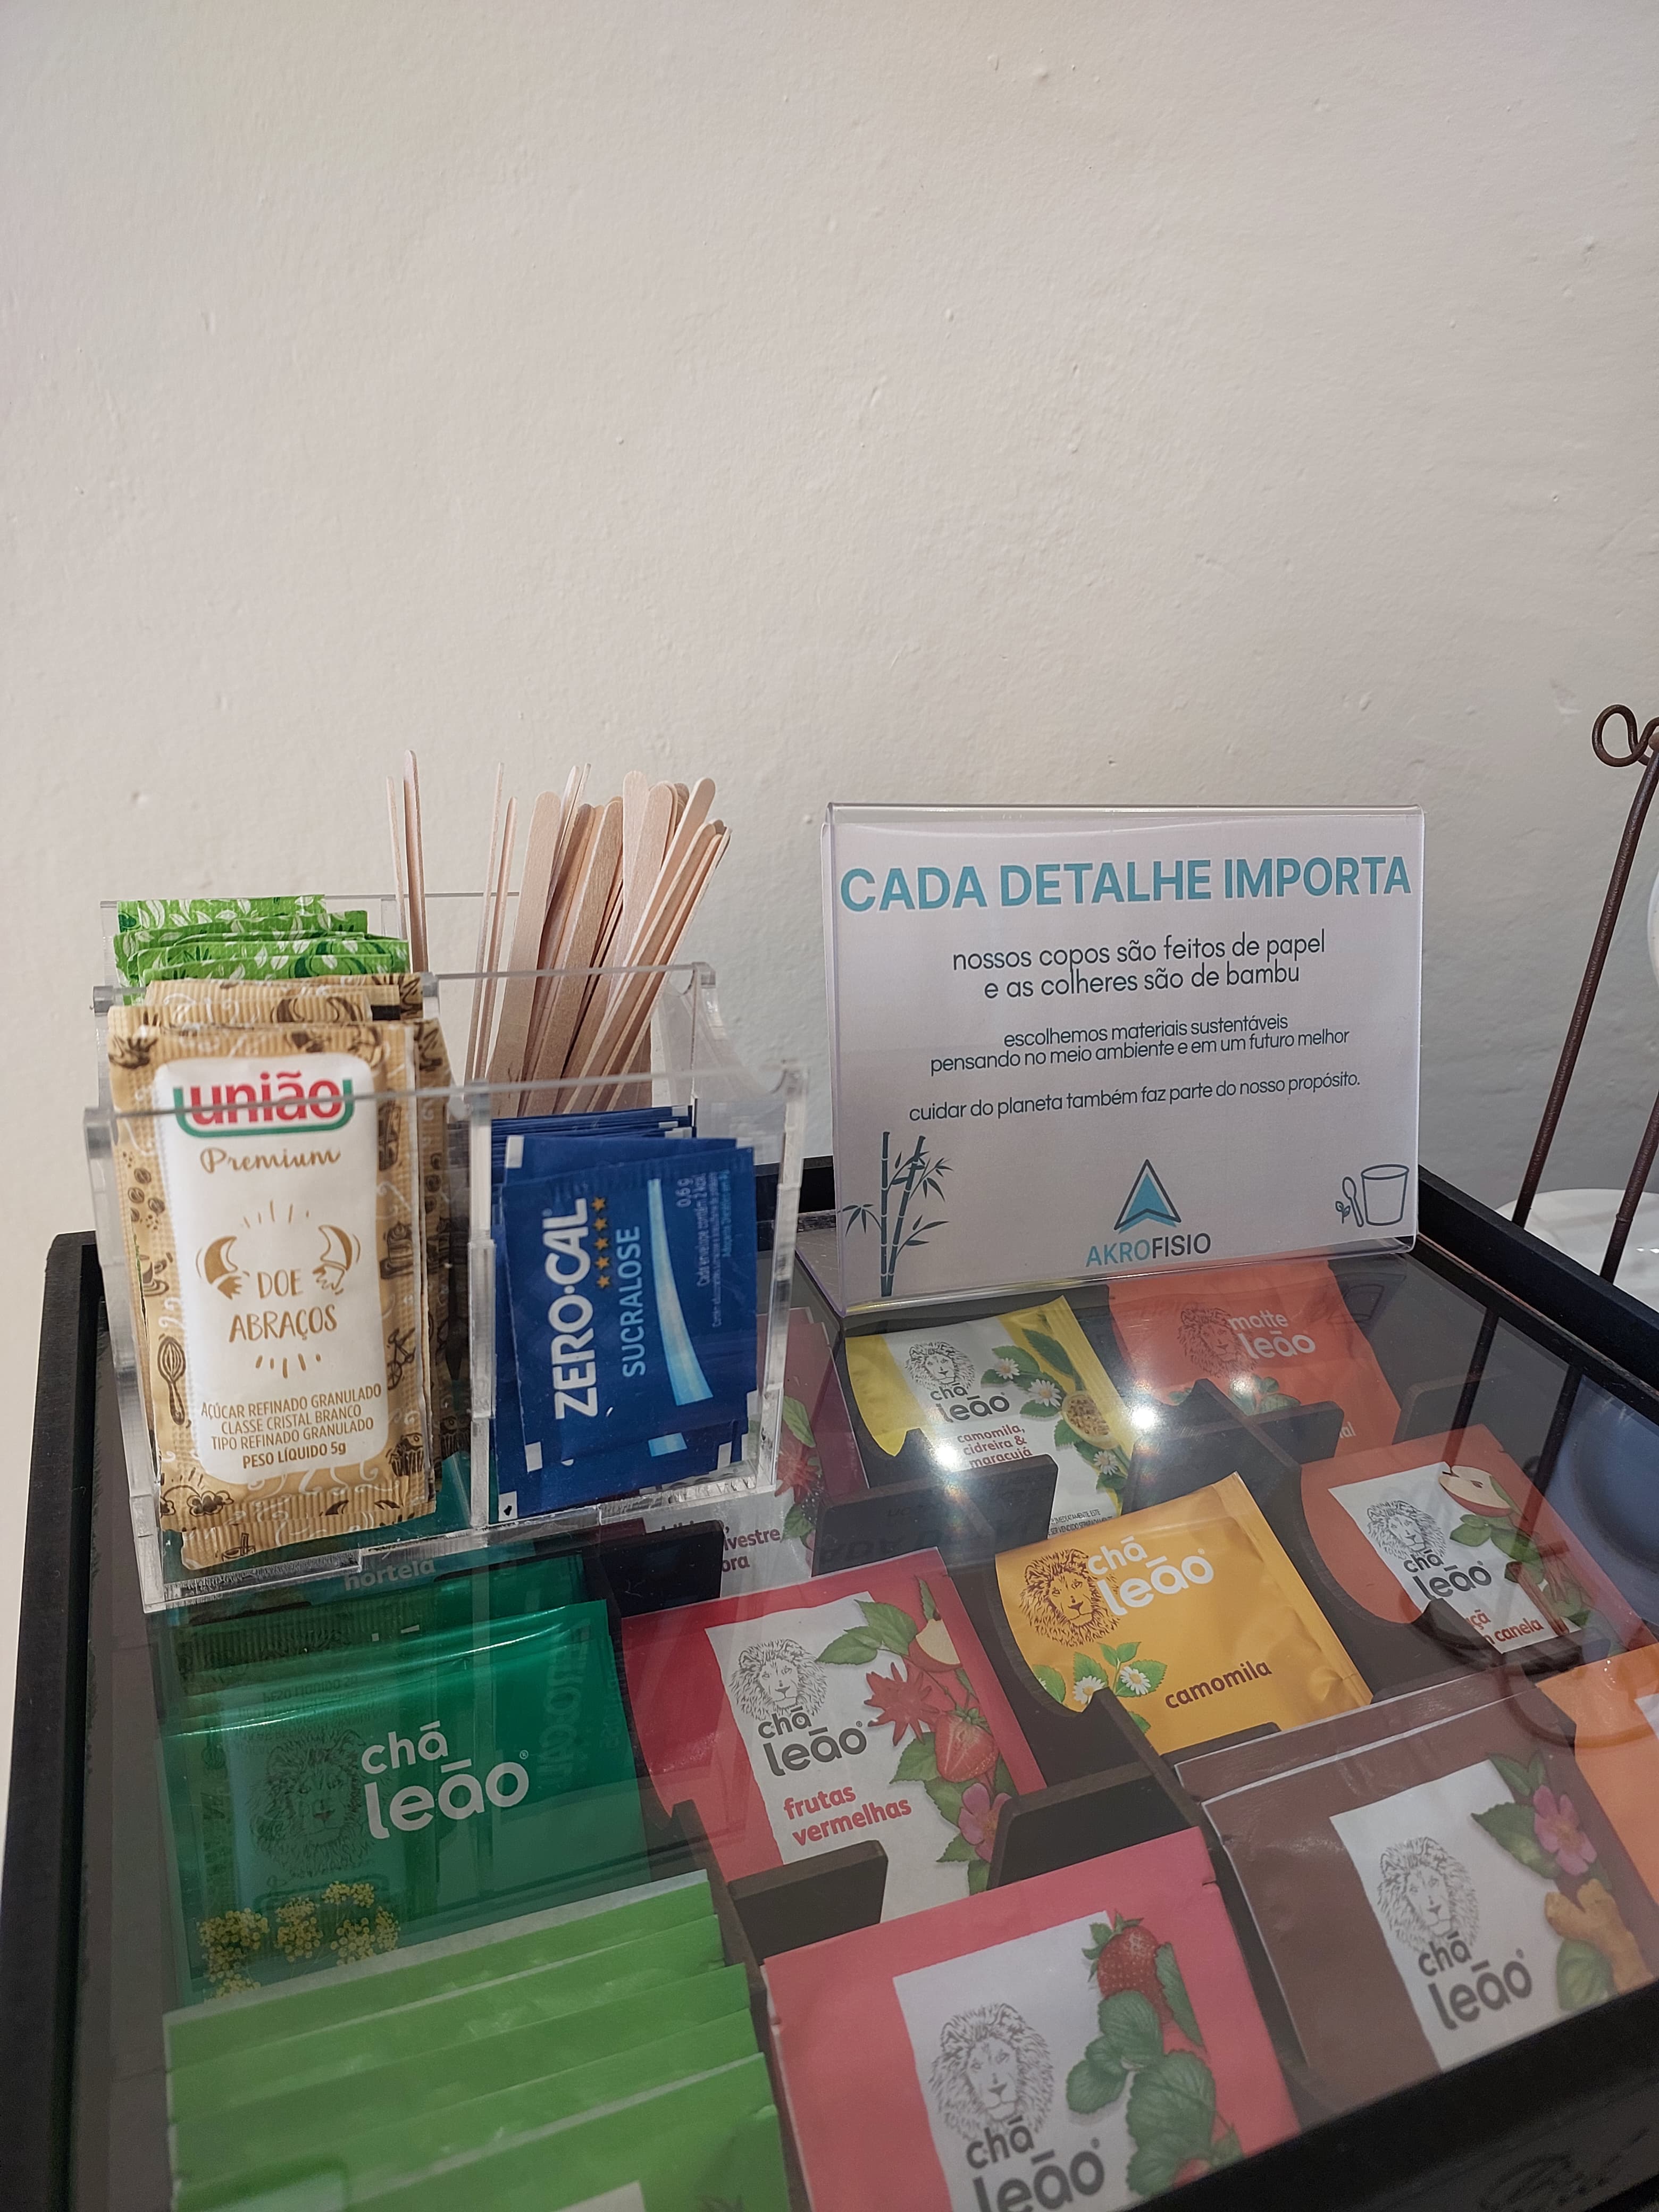 CADA DETALHE IMPORTA
nossos copos são feitos de papel
e as colheres são de bambu
escolhemos materiais sustentáveis
pensando no meio ambiente e em um futuro melhor
cuidar do planeta também faz parte do nosso propósito.
AKROFISIO
união
Premium
DOE
ABRAÇOS
AÇÚCAR REFINADO GRANULADO
CLASSE CRISTAL BRANCO
TIPO REFINADO GRANULADO
PESO LÍQUIDO 5g
ZERO-CAL
SUCRALOSE
0,6 g
chá
leão
camomila,
cidreira &
maracujá
matte
leão
hortelã
chá
leão
camomila
chá
leão
canela
chá
leão
chá
leão
frutas
vermelhas
chá
leão
chá
leão